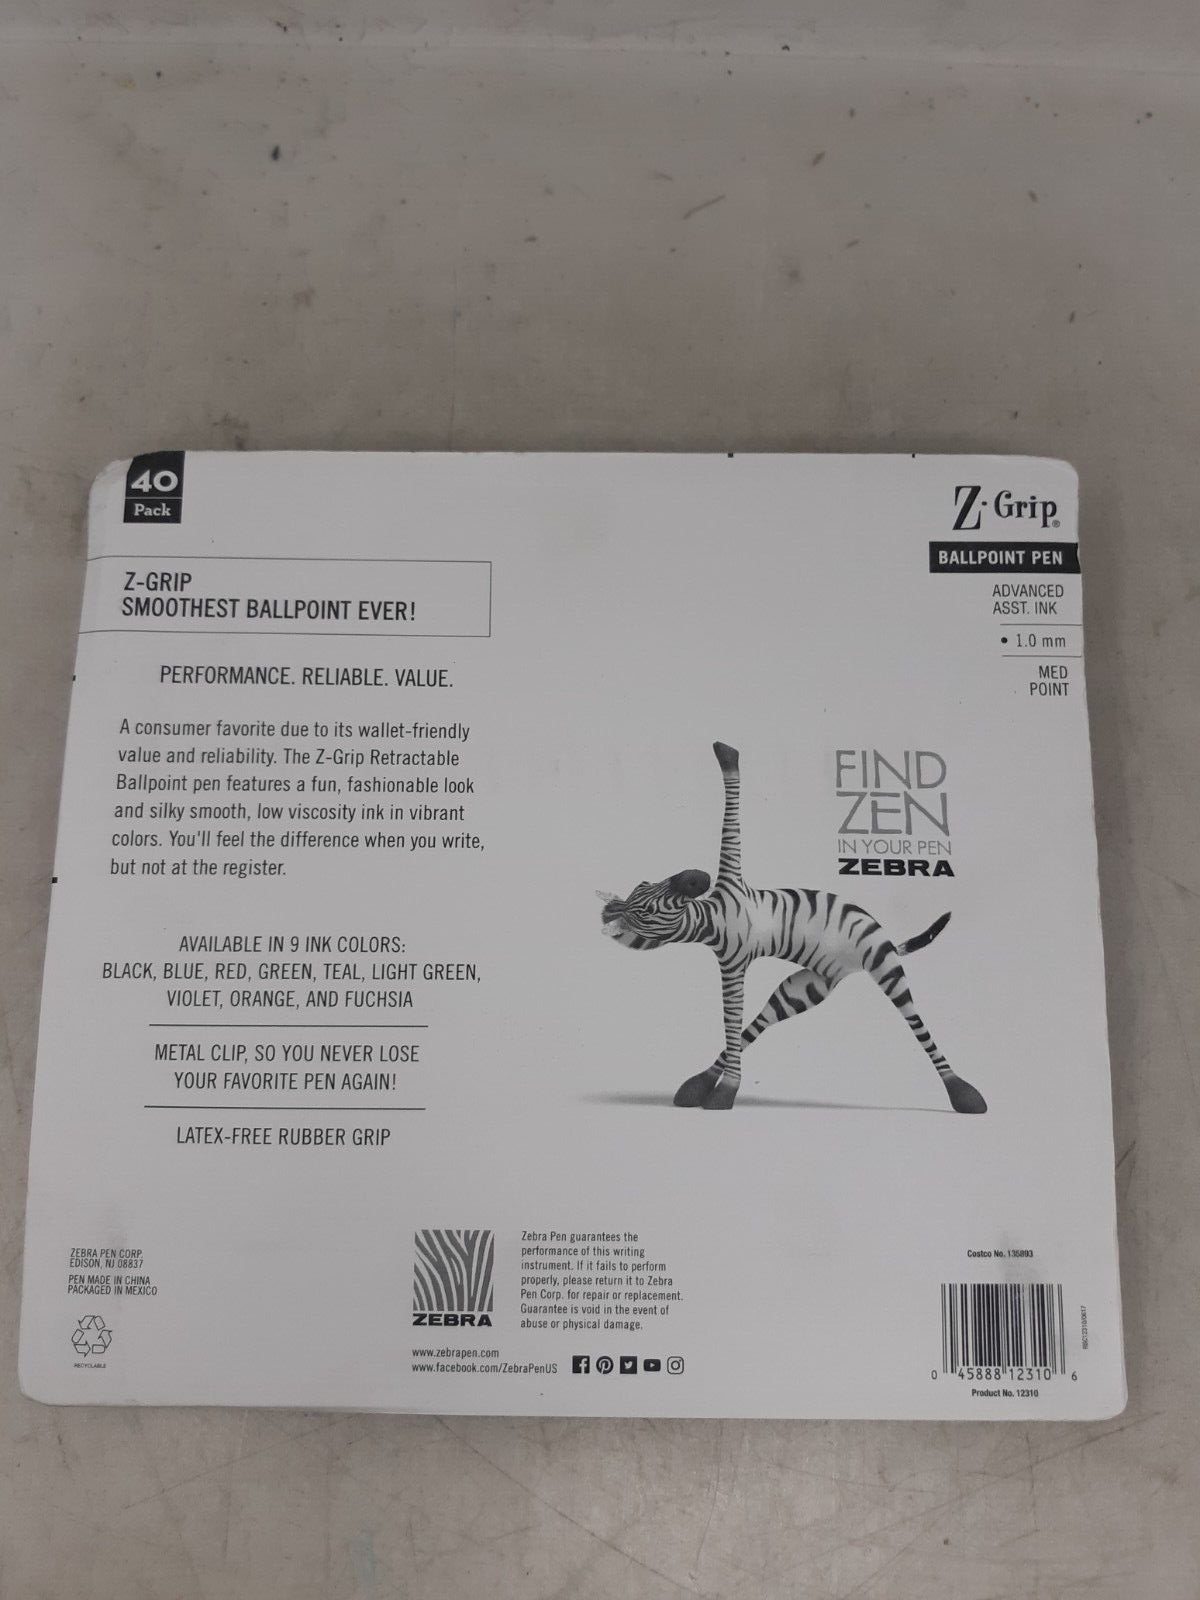 40
Pack
Z-GRIP
SMOOTHEST BALLPOINT EVER!
PERFORMANCE. RELIABLE. VALUE.
A consumer favorite due to its wallet-friendly
value and reliability. The Z-Grip Retractable
Ballpoint pen features a fun, fashionable look
and silky smooth, low viscosity ink in vibrant
colors. You'll feel the difference when you write,
but not at the register.
AVAILABLE IN 9 INK COLORS:
BLACK, BLUE, RED, GREEN, TEAL, LIGHT GREEN,
VIOLET, ORANGE, AND FUCHSIA
METAL CLIP, SO YOU NEVER LOSE
YOUR FAVORITE PEN AGAIN!
LATEX-FREE RUBBER GRIP
Z-Grip®
BALLPOINT PEN
ADVANCED
ASST. INK
• 1.0 mm
MED
POINT
FIND
ZEN
IN YOUR PEN
ZEBRA
ZEBRA PEN CORP.
EDISON, NJ 08837
PEN MADE IN CHINA
PACKAGED IN MEXICO
RECYCLABLE
ZEBRA
Zebra Pen guarantees the
performance of this writing
instrument. If it fails to perform
properly, please return it to Zebra
Pen Corp. for repair or replacement.
Guarantee is void in the event of
abuse or physical damage.
www.zebrapen.com
www.facebook.com/ZebraPenUS
Costco No. 135893
0 45888 12310 6
Product No. 12310